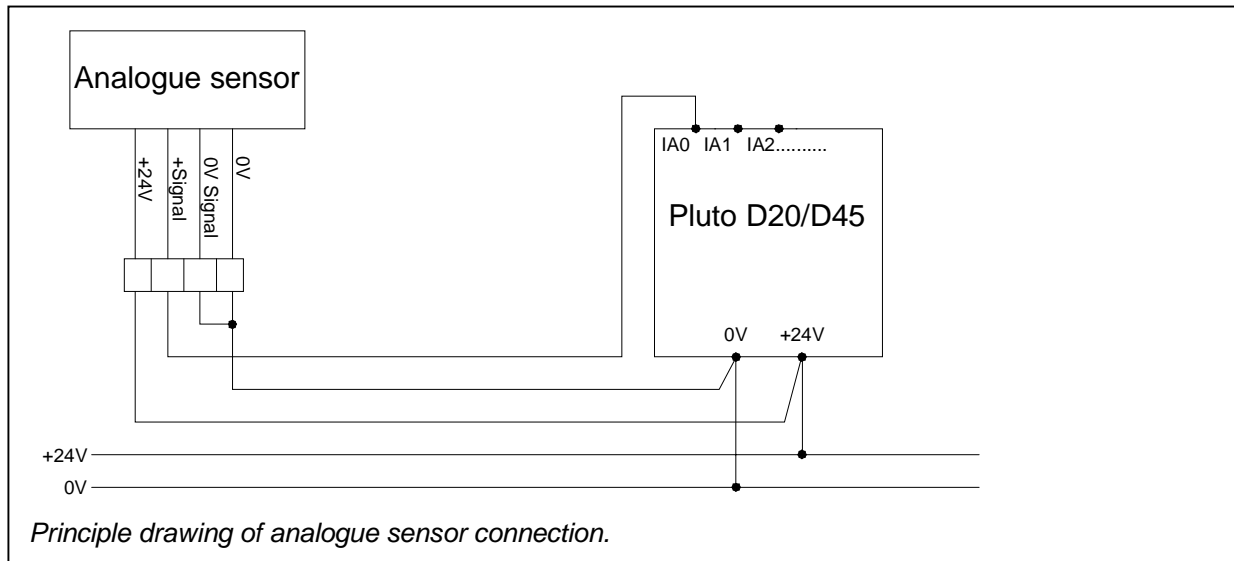 Analogue sensor
+24V
+Signal
0V Signal
0V
IA0 IA1 IA2..........
Pluto D20/D45
0V +24V
+24V
0V
Principle drawing of analogue sensor connection.